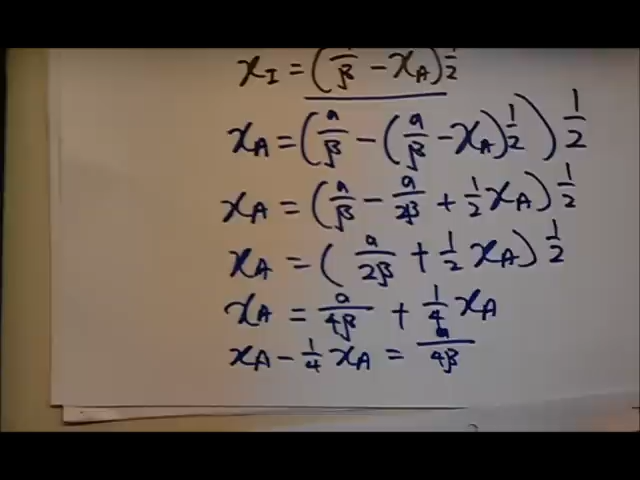 x_I = (a/β − x_A) 1/2
x_A = (a/β − (a/β − x_A) 1/2) 1/2
x_A = (a/β − a/2β + 1/2 x_A) 1/2
x_A = (a/2β + 1/2 x_A) 1/2
x_A = a/4β + 1/4 x_A
x_A − 1/4 x_A = a/4β